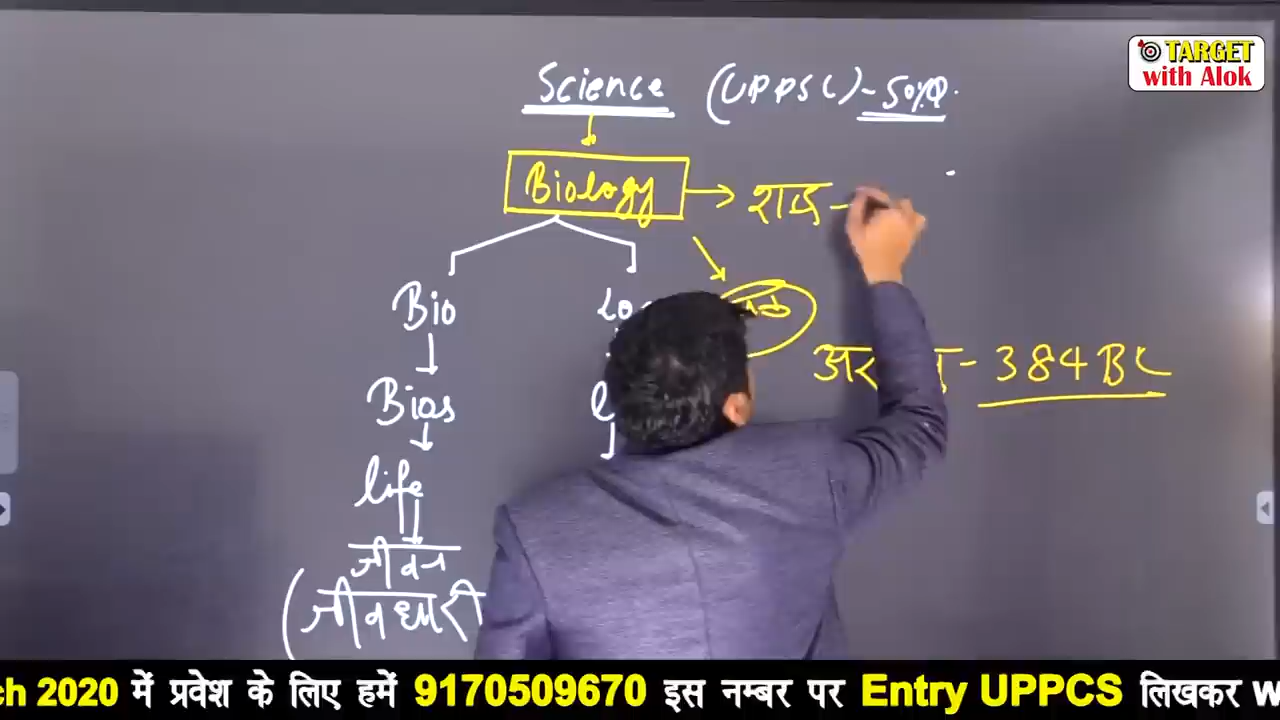 TARGET
with Alok
Science (UPPSC) - 50%Q.
Biology → शब्द -
Bio
Bios
384 BC
life
जीवन
(जीवधारी
ch 2020 में प्रवेश के लिए हमें 9170509670 इस नम्बर पर Entry UPPCS लिखकर w